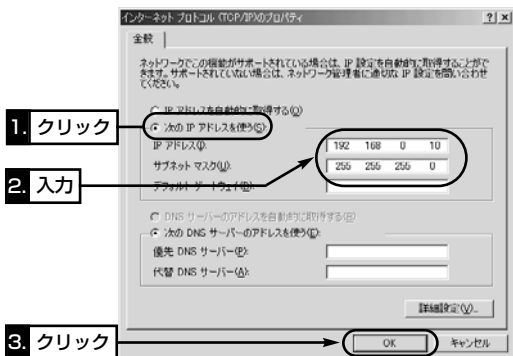 インターネット プロトコル (TCP/IP)のプロパティ
? ×
全般
ネットワークでこの機能がサポートされている場合は、IP 設定を自動的に取得することがで
きます。サポートされていない場合は、ネットワーク管理者に適切な IP 設定を問い合わせ
てください。
IP アドレスを自動的に取得する(O)
1. クリック
次の IP アドレスを使う(S):
IP アドレス(I):
192 168 0 10
サブネット マスク(U):
255 255 255 0
2. 入力
デフォルト ゲートウェイ(D):
DNS サーバーのアドレスを自動的に取得する(B)
次の DNS サーバーのアドレスを使う(E):
優先 DNS サーバー(P):
代替 DNS サーバー(A):
詳細設定(V)...
3. クリック
OK
キャンセル